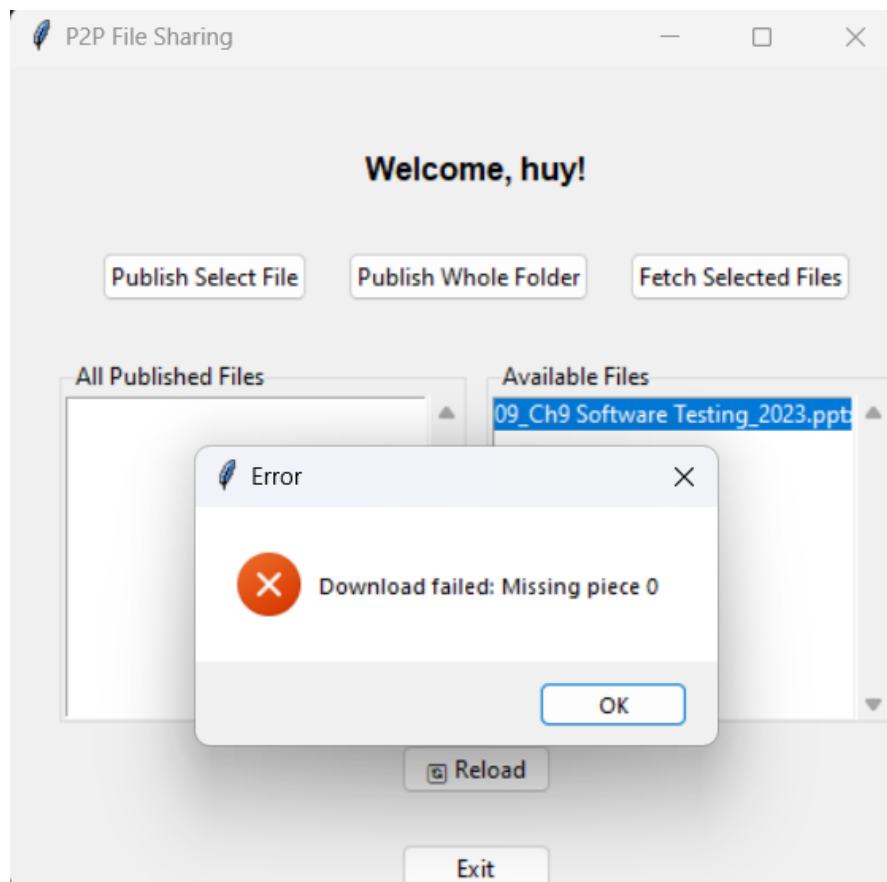 P2P File Sharing
Welcome, huy!
Publish Select File
Publish Whole Folder
Fetch Selected Files
All Published Files
Available Files
09_Ch9 Software Testing_2023.ppt
Error
Download failed: Missing piece 0
OK
Reload
Exit